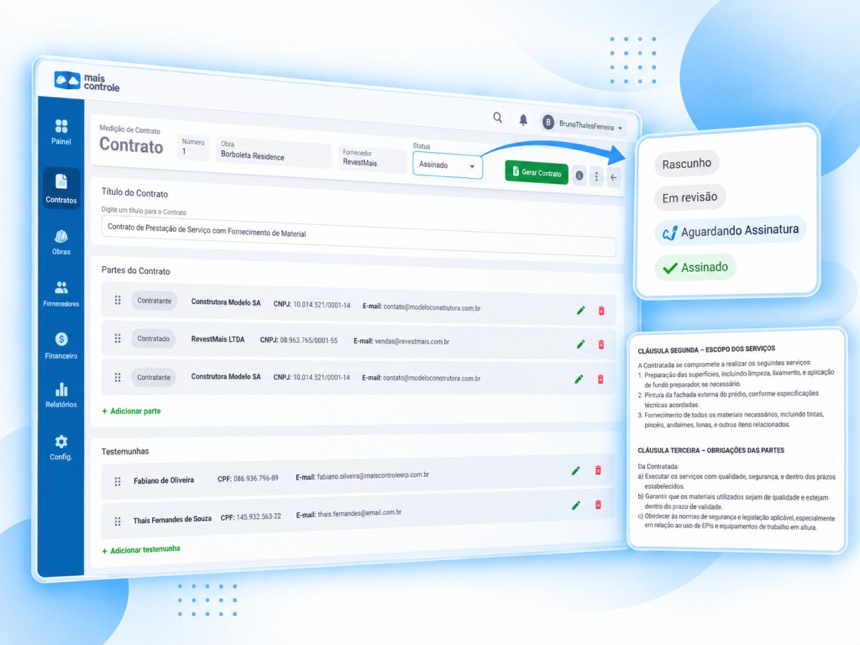 mais
controle
BrunoThalesFerreira
Painel
Contratos
Obras
Fornecedores
Financeiro
Relatórios
Config.
Medição de Contrato
Contrato
Número
1
Obra
Borboleta Residence
Fornecedor
RevestMais
Status
Assinado
Gerar Contrato
Título do Contrato
Digite um título para o Contrato
Contrato de Prestação de Serviço com Fornecimento de Material
Partes do Contrato
Contratante Construtora Modelo SA CNPJ: 10.014.521/0001-14 E-mail: contato@modeloconstrutora.com.br
Contratado RevestMais LTDA CNPJ: 08.963.765/0001-55 E-mail: vendas@revestmais.com.br
Contratante Construtora Modelo SA CNPJ: 10.014.521/0001-14 E-mail: contato@modeloconstrutora.com.br
+ Adicionar parte
Testemunhas
Fabiano de Oliveira CPF: 086.936.796-89 E-mail: fabiano.oliveira@maiscontroleerp.com.br
Thais Fernandes de Souza CPF: 145.932.563-22 E-mail: thais.fernandes@email.com.br
+ Adicionar testemunha
Rascunho
Em revisão
Aguardando Assinatura
Assinado
CLÁUSULA SEGUNDA – ESCOPO DOS SERVIÇOS
A Contratada se compromete a realizar os seguintes serviços:
1. Preparação das superfícies, incluindo limpeza, lixamento, e aplicação
de fundo preparador, se necessário.
2. Pintura da fachada externa do prédio, conforme especificações
técnicas acordadas.
3. Fornecimento de todos os materiais necessários, incluindo tintas,
pincéis, andaimes, lonas, e outros itens relacionados.
CLÁUSULA TERCEIRA – OBRIGAÇÕES DAS PARTES
Da Contratada:
a) Executar os serviços com qualidade, segurança, e dentro dos prazos
estabelecidos.
b) Garantir que os materiais utilizados sejam de qualidade e estejam
dentro do prazo de validade.
c) Obedecer às normas de segurança e legislação aplicável, especialmente
em relação ao uso de EPIs e equipamentos de trabalho em altura.